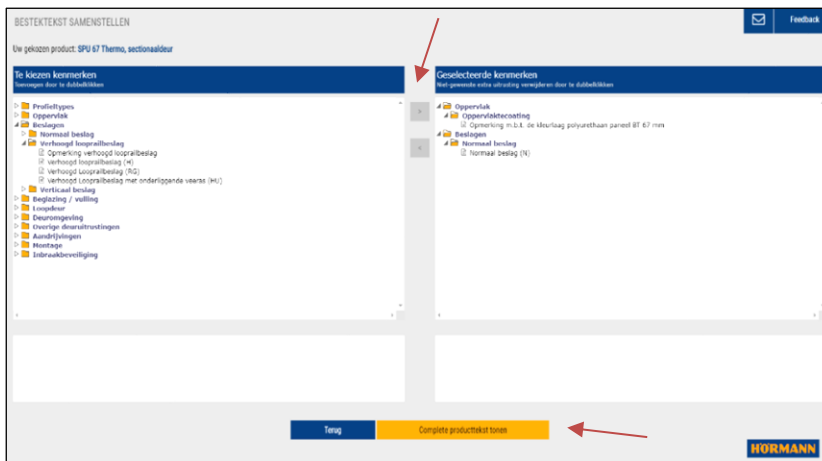 BESTEKTEKST SAMENSTELLEN
Feedback
Uw gekozen product: SPU 67 Thermo, sectionaaldeur
Te kiezen kenmerken
Toevoegen door te dubbelklikken
Profieltypes
Oppervlak
Beslagen
Normaal beslag
Verhoogd looprailbeslag
Opmerking verhoogd looprailbeslag
Verhoogd looprailbeslag (H)
Verhoogd Looprailbeslag (RG)
Verhoogd Looprailbeslag met onderliggende veeras (HU)
Verticaal beslag
Beglazing / vulling
Loopdeur
Deuromgeving
Overige deuruitrustingen
Aandrijvingen
Montage
Inbraakbeveiliging
Geselecteerde kenmerken
Niet-gewenste extra uitrusting verwijderen door te dubbelklikken
Oppervlak
Oppervlaktecoating
Opmerking m.b.t. de kleurlaag polyurethaan paneel BT 67 mm
Beslagen
Normaal beslag
Normaal beslag (N)
Terug
Complete producttekst tonen
HÖRMANN